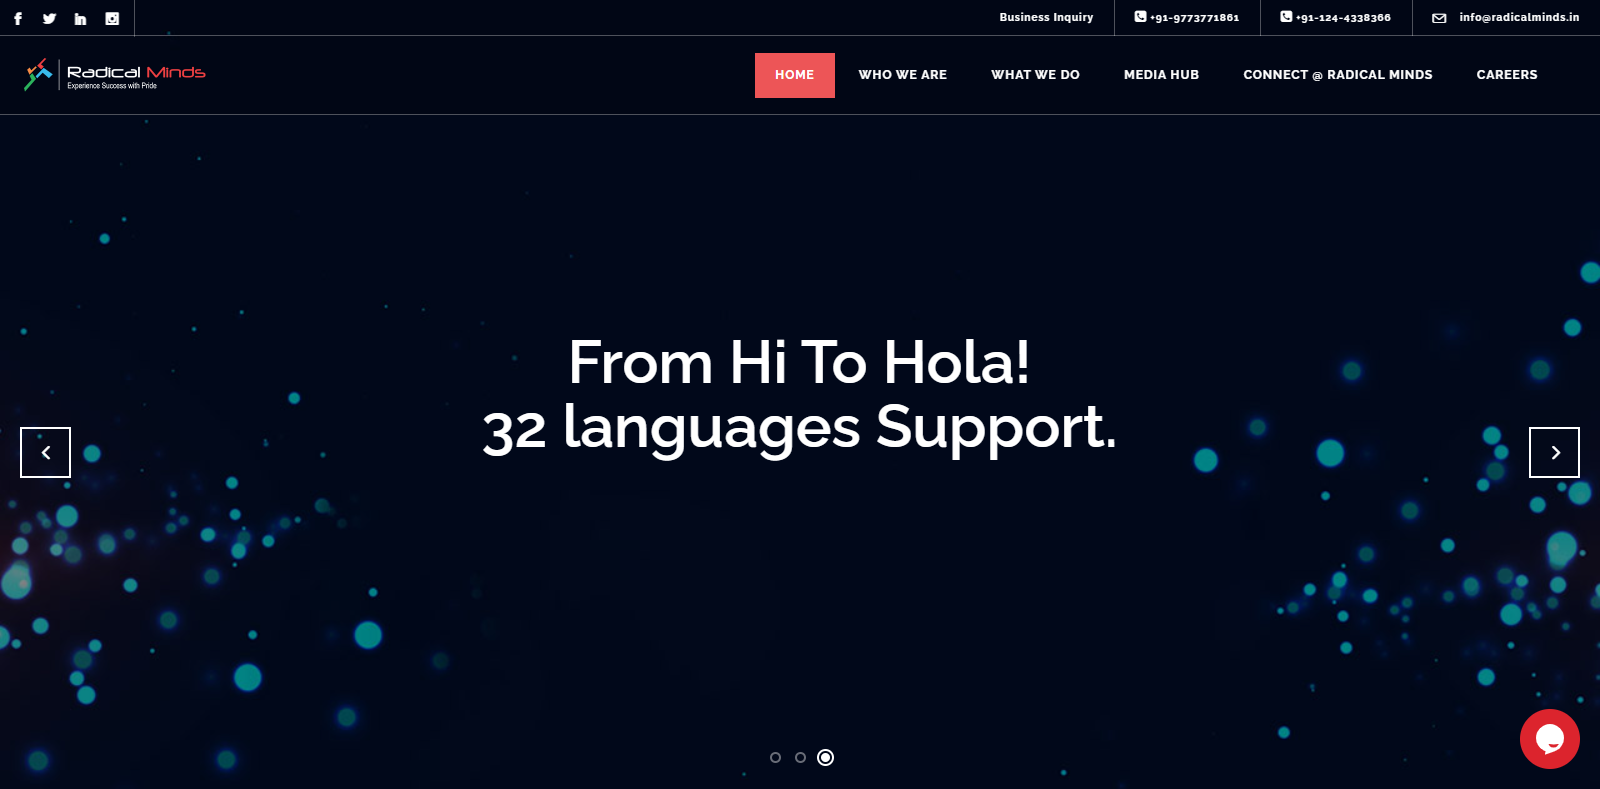 Business Inquiry
+91-9773771861
+91-124-4338366
info@radicalminds.in
Radical Minds
Experience Success with Pride
HOME
WHO WE ARE
WHAT WE DO
MEDIA HUB
CONNECT @ RADICAL MINDS
CAREERS
From Hi To Hola!
32 languages Support.